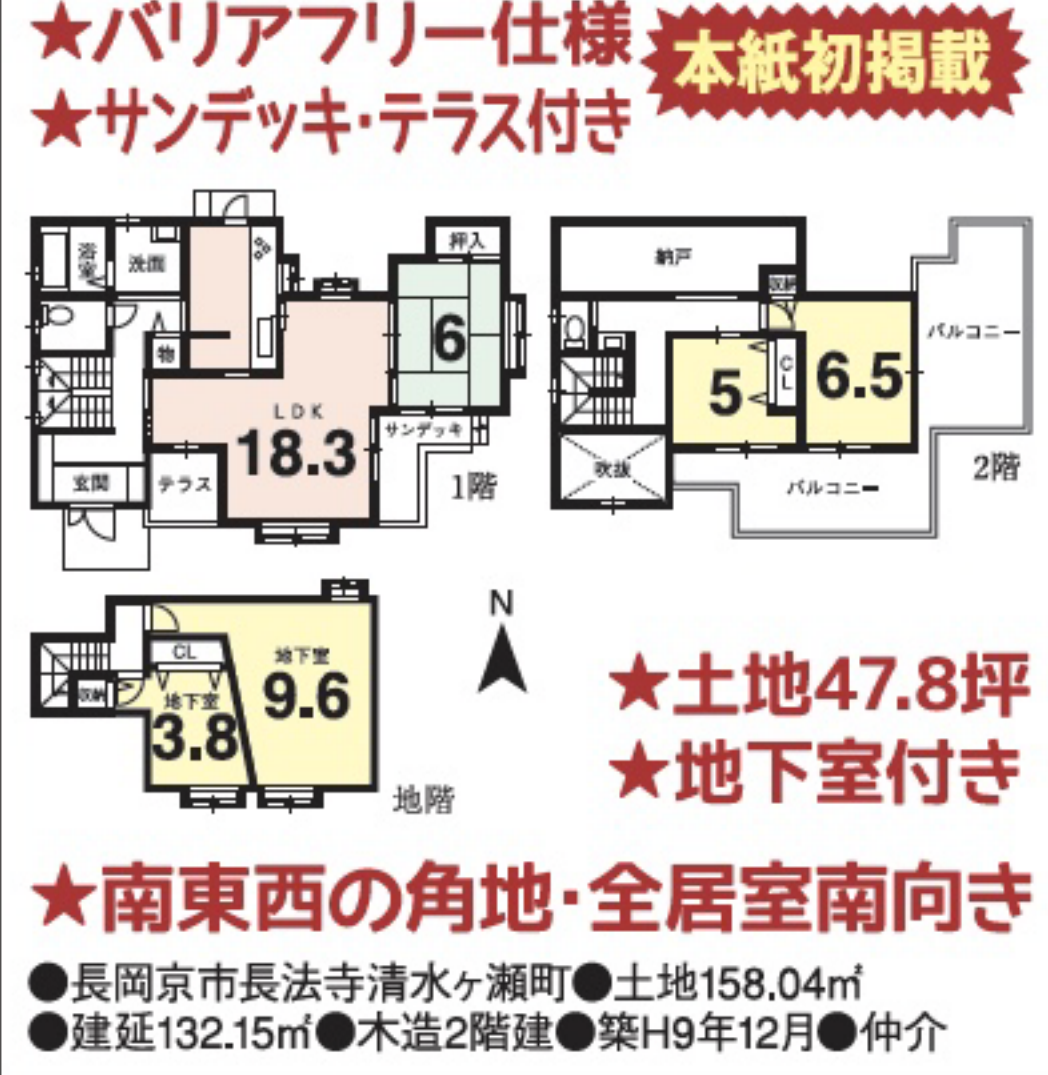 ★バリアフリー仕様
本紙初掲載
★サンデッキ・テラス付き
浴室
洗面
物
押入
6
LDK
18.3
サンデッキ
玄関
テラス
1階
納戸
収納
バルコニー
5
CL
6.5
吹抜
バルコニー
2階
CL
地下室
9.6
収納
地下室
3.8
地階
N
★土地47.8坪
★地下室付き
★南東西の角地・全居室南向き
●長岡京市長法寺清水ヶ瀬町●土地158.04㎡
●建延132.15㎡●木造2階建●築H9年12月●仲介